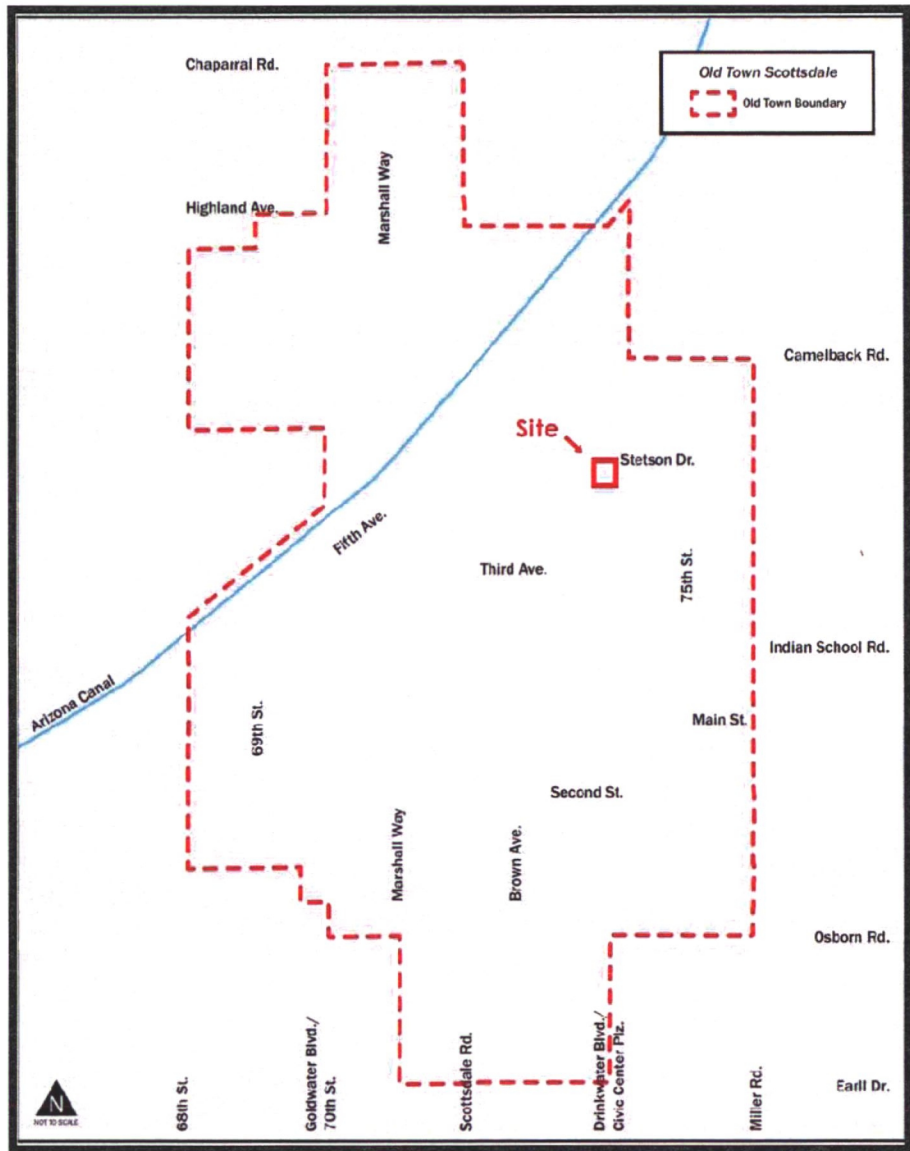 Chaparral Rd.
Old Town Scottsdale
Old Town Boundary
Marshall Way
Highland Ave.
Camelback Rd.
Site
Stetson Dr.
Fifth Ave.
Third Ave.
75th St.
Indian School Rd.
Arizona Canal
69th St.
Main St.
Second St.
Marshall Way
Brown Ave.
Osborn Rd.
68th St.
Goldwater Blvd./
70th St.
Scottsdale Rd.
Drinkwater Blvd./
Civic Center Plz.
Miller Rd.
Earll Dr.
N
NOT TO SCALE